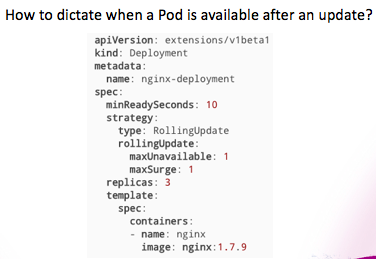 How to dictate when a Pod is available after an update?
apiVersion: extensions/v1beta1
kind: Deployment
metadata:
  name: nginx-deployment
spec:
  minReadySeconds: 10
  strategy:
    type: RollingUpdate
    rollingUpdate:
      maxUnavailable: 1
      maxSurge: 1
  replicas: 3
  template:
    spec:
      containers:
      - name: nginx
        image: nginx:1.7.9